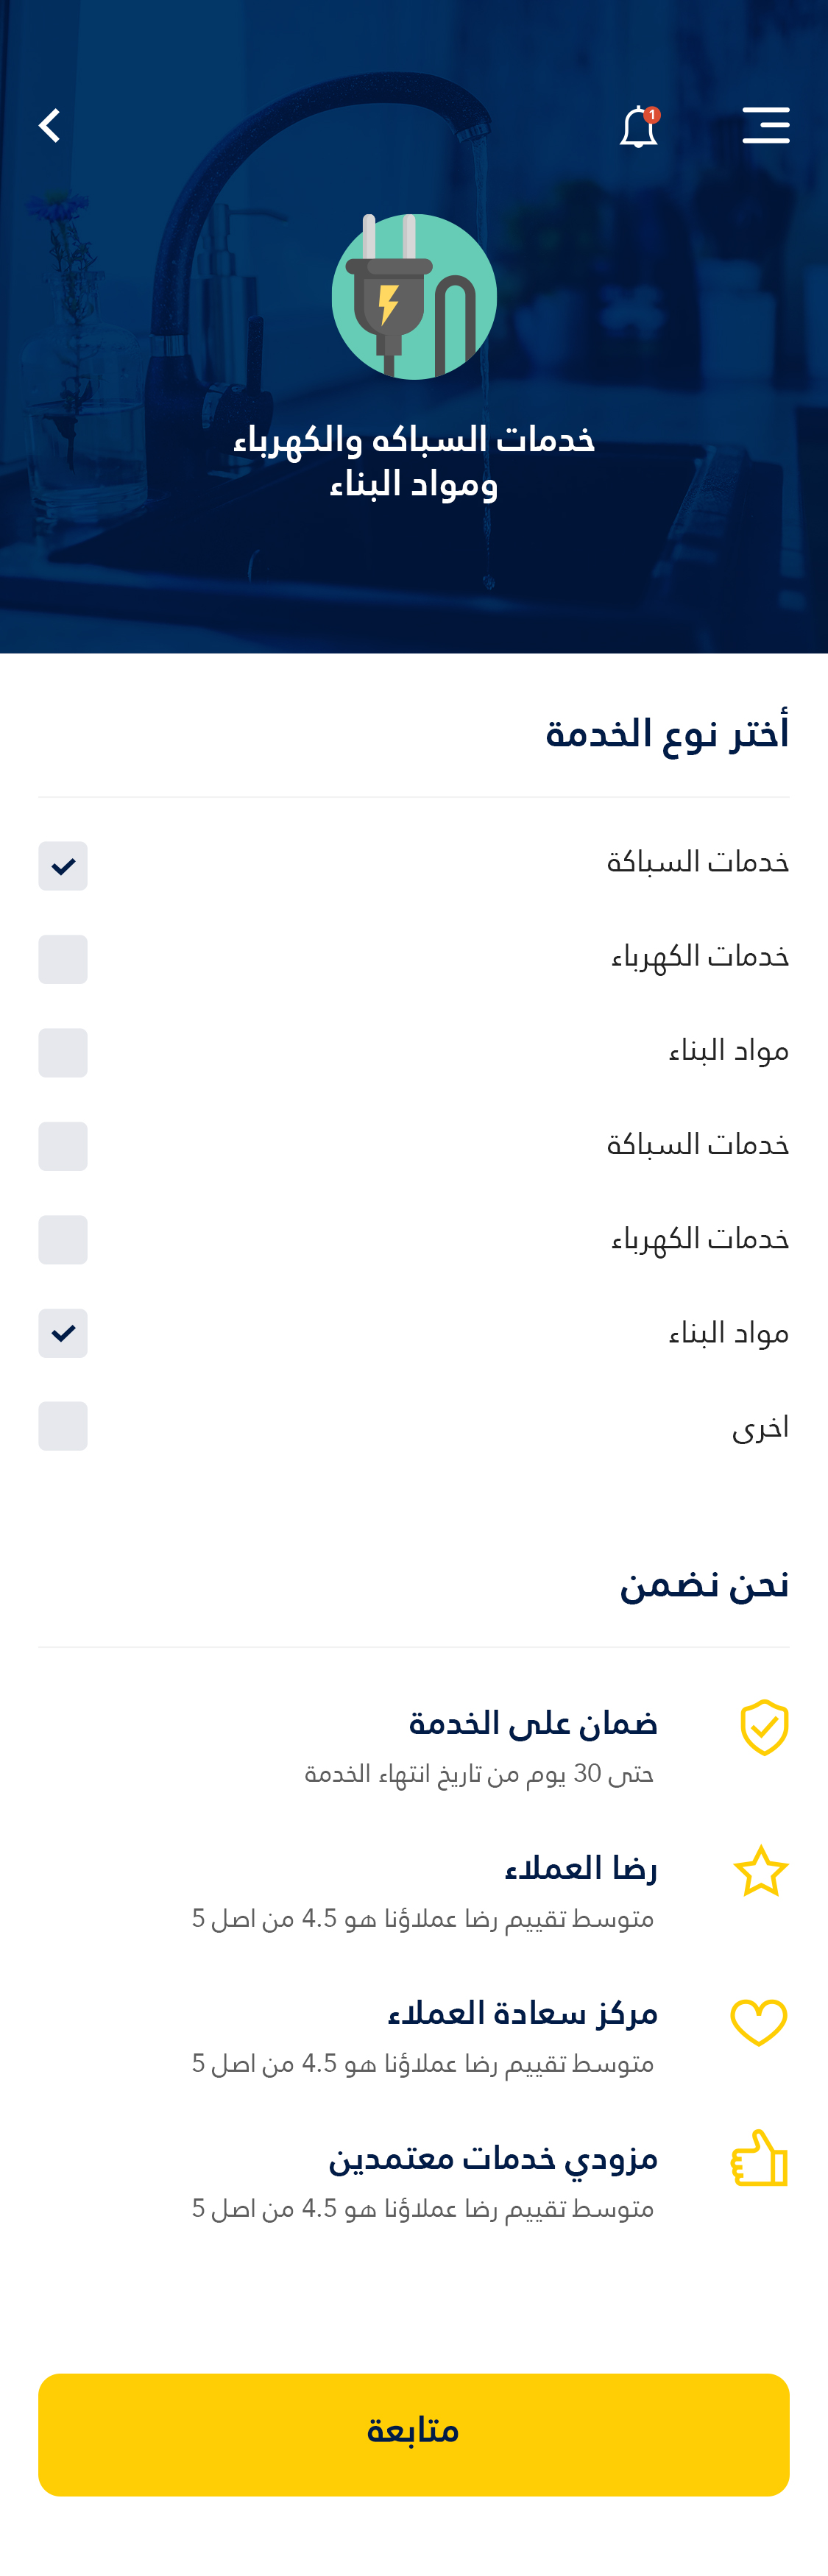 1
خدمات السباكه والكهرباء
ومواد البناء
أختر نوع الخدمة
خدمات السباكة
خدمات الكهرباء
مواد البناء
خدمات السباكة
خدمات الكهرباء
مواد البناء
اخرى
نحن نضمن
ضمان على الخدمة
حتى 30 يوم من تاريخ انتهاء الخدمة
رضا العملاء
متوسط تقييم رضا عملاؤنا هو 4.5 من اصل 5
مركز سعادة العملاء
متوسط تقييم رضا عملاؤنا هو 4.5 من اصل 5
مزودي خدمات معتمدين
متوسط تقييم رضا عملاؤنا هو 4.5 من اصل 5
متابعة